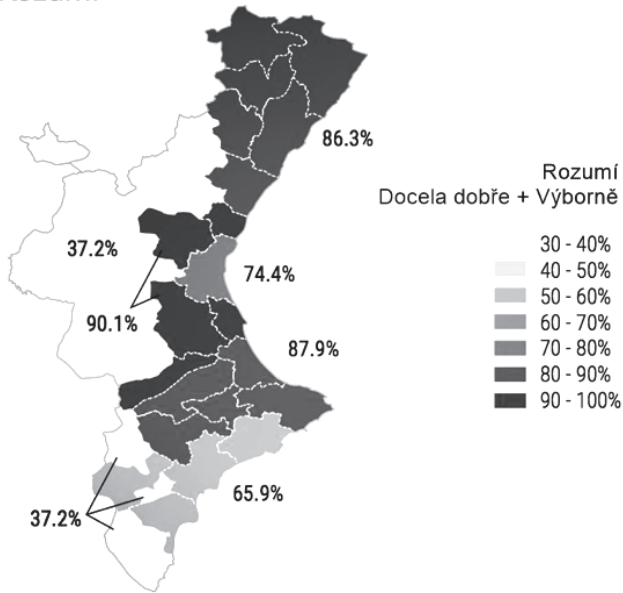 86.3%
37.2%
74.4%
90.1%
87.9%
65.9%
37.2%
Rozumí
Docela dobře + Výborně
30 - 40%
40 - 50%
50 - 60%
60 - 70%
70 - 80%
80 - 90%
90 - 100%